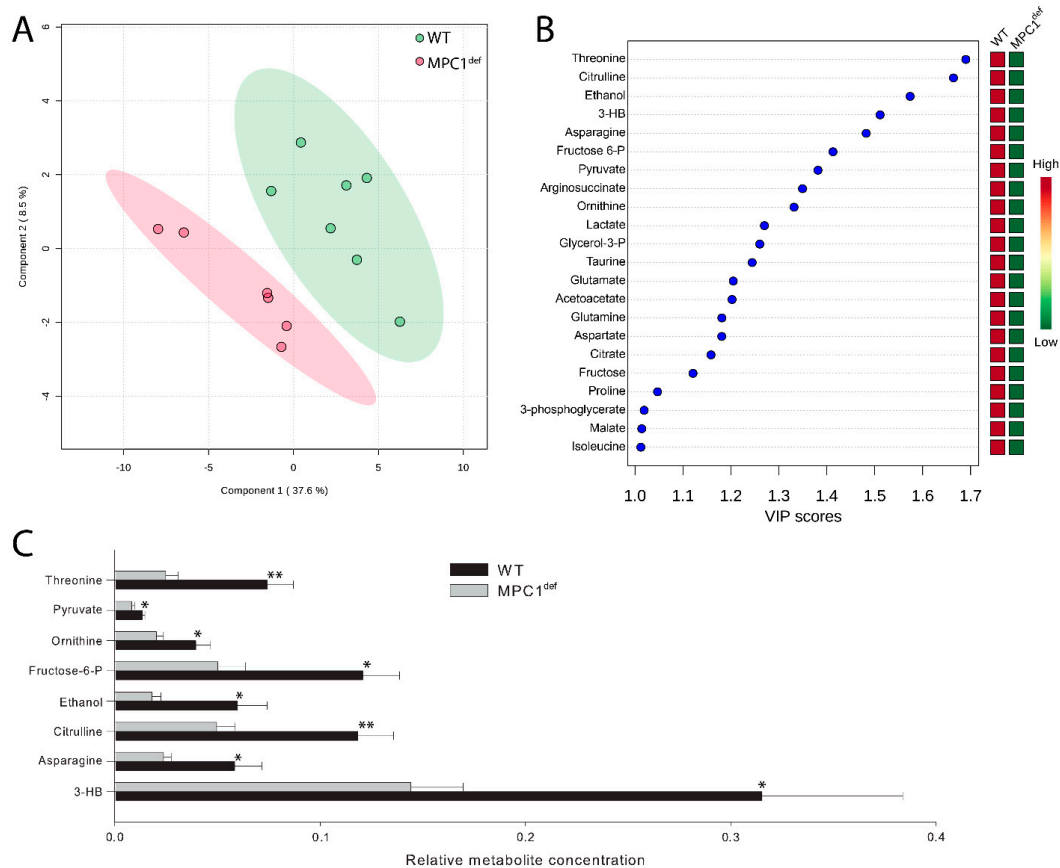 A
WT
MPC1def
6
4
2
0
-2
-4
Component 2 ( 8.5 %)
-10
-5
0
5
10
Component 1 ( 37.6 %)
B
WT
MPC1def
Threonine
Citrulline
Ethanol
3-HB
Asparagine
Fructose 6-P
Pyruvate
Arginosuccinate
Ornithine
Lactate
Glycerol-3-P
Taurine
Glutamate
Acetoacetate
Glutamine
Aspartate
Citrate
Fructose
Proline
3-phosphoglycerate
Malate
Isoleucine
High
Low
1.0
1.1
1.2
1.3
1.4
1.5
1.6
1.7
VIP scores
C
WT
MPC1def
Threonine **
Pyruvate *
Ornithine *
Fructose-6-P *
Ethanol *
Citrulline **
Asparagine *
3-HB *
0.0
0.1
0.2
0.3
0.4
Relative metabolite concentration